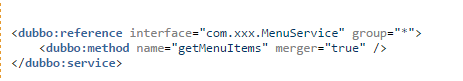 <dubbo:reference interface="com.xxx.MenuService" group="*">
    <dubbo:method name="getMenuItems" merger="true" />
</dubbo:service>